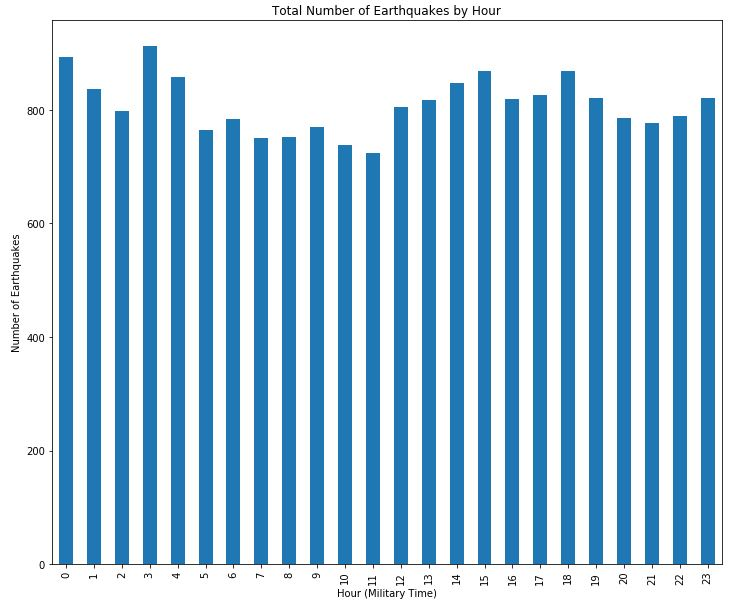 Total Number of Earthquakes by Hour
Number of Earthquakes
800
600
400
200
0
0 1 2 3 4 5 6 7 8 9 10 11 12 13 14 15 16 17 18 19 20 21 22 23
Hour (Military Time)